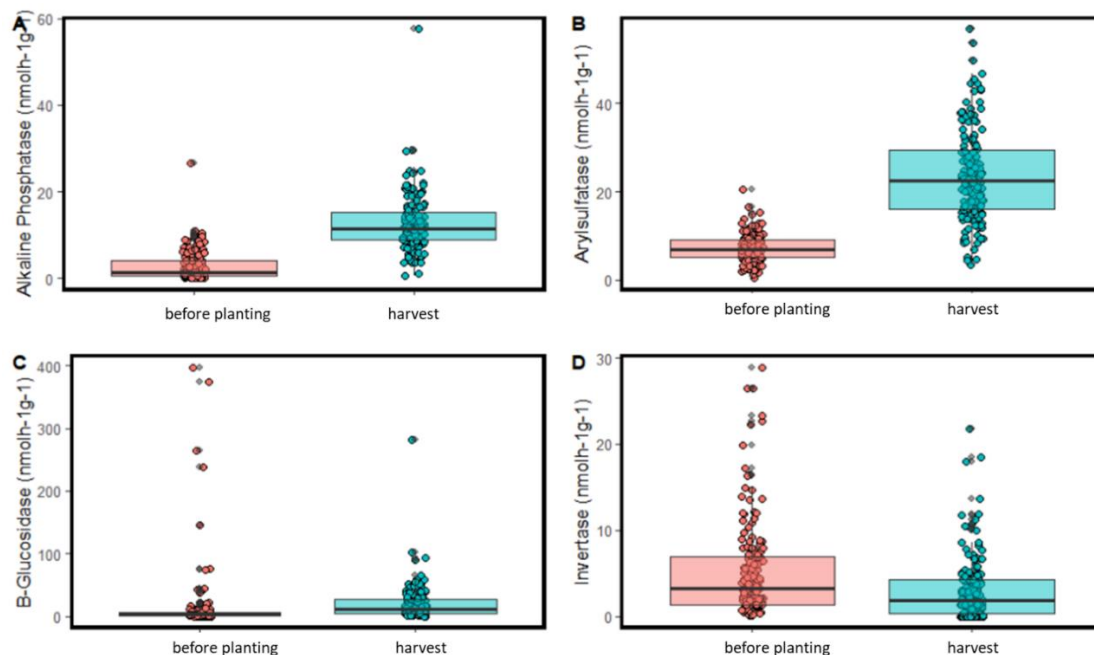 A
B
Alkaline Phosphatase (nmolh-1g-1)
60
40
20
0
before planting
harvest
Arylsulfatase (nmolh-1g-1)
40
20
0
before planting
harvest
C
D
B-Glucosidase (nmolh-1g-1)
400
300
200
100
0
before planting
harvest
Invertase (nmolh-1g-1)
30
20
10
0
before planting
harvest